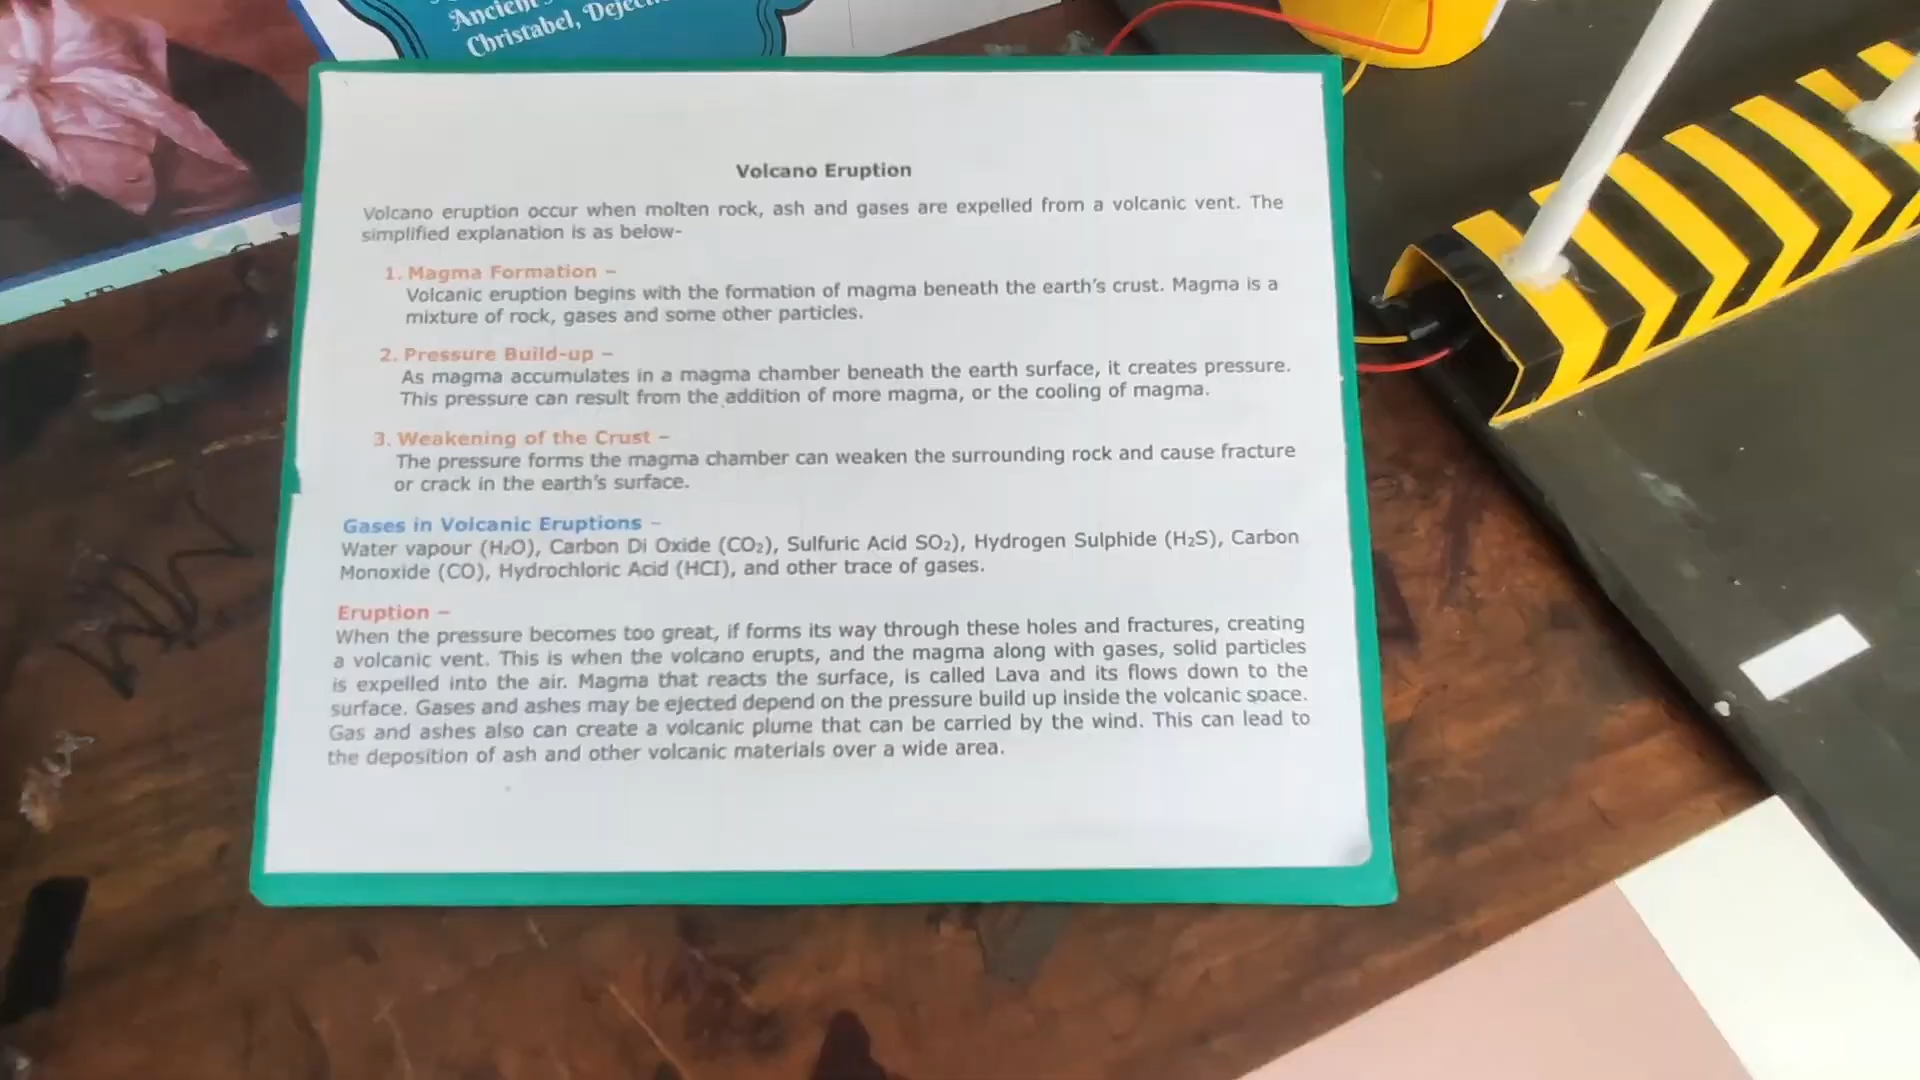 Ancient
Christabel, Dejec
Volcano Eruption
Volcano eruption occur when molten rock, ash and gases are expelled from a volcanic vent. The
simplified explanation is as below-
1. Magma Formation –
Volcanic eruption begins with the formation of magma beneath the earth's crust. Magma is a
mixture of rock, gases and some other particles.
2. Pressure Build-up –
As magma accumulates in a magma chamber beneath the earth surface, it creates pressure.
This pressure can result from the addition of more magma, or the cooling of magma.
3. Weakening of the Crust –
The pressure forms the magma chamber can weaken the surrounding rock and cause fracture
or crack in the earth's surface.
Gases in Volcanic Eruptions –
Water vapour (H₂O), Carbon Di Oxide (CO₂), Sulfuric Acid SO₂), Hydrogen Sulphide (H₂S), Carbon
Monoxide (CO), Hydrochloric Acid (HCI), and other trace of gases.
Eruption –
When the pressure becomes too great, if forms its way through these holes and fractures, creating
a volcanic vent. This is when the volcano erupts, and the magma along with gases, solid particles
is expelled into the air. Magma that reacts the surface, is called Lava and its flows down to the
surface. Gases and ashes may be ejected depend on the pressure build up inside the volcanic space.
Gas and ashes also can create a volcanic plume that can be carried by the wind. This can lead to
the deposition of ash and other volcanic materials over a wide area.